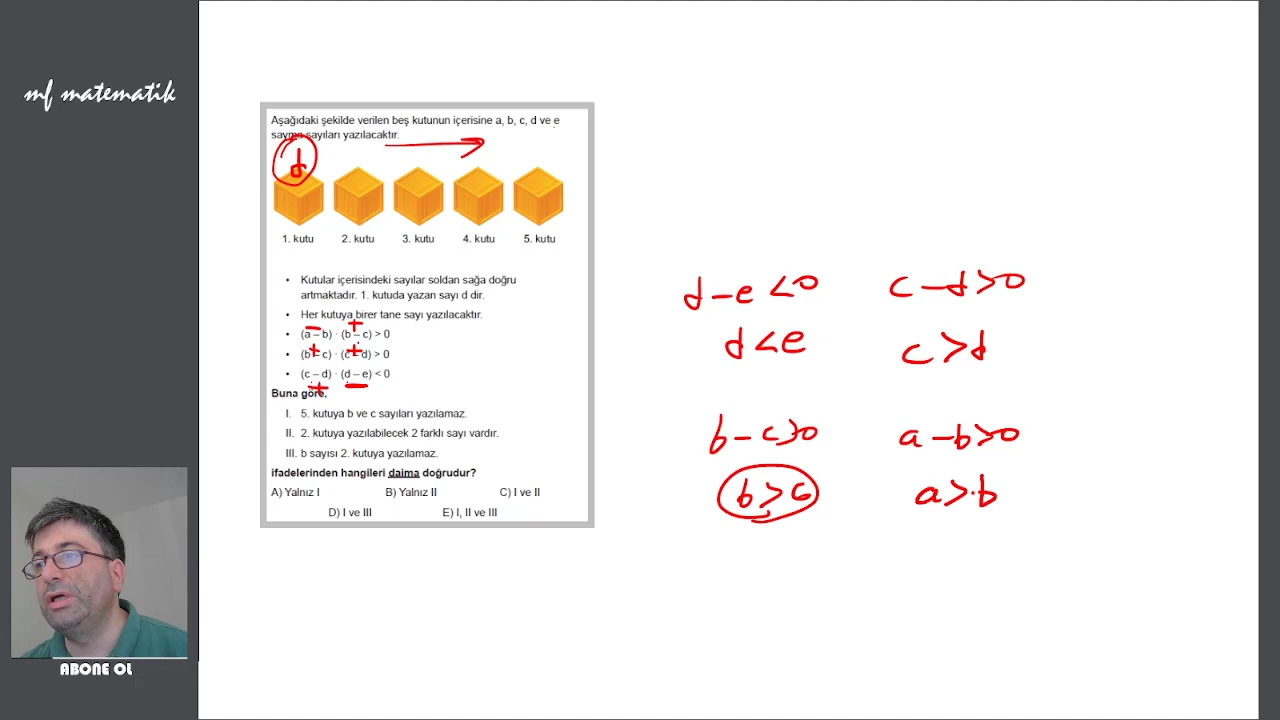 mf matematik
Aşağıdaki şekilde verilen beş kutunun içerisine a, b, c, d ve e
sayma sayıları yazılacaktır.
d
1. kutu 2. kutu 3. kutu 4. kutu 5. kutu
• Kutular içerisindeki sayılar soldan sağa doğru
artmaktadır. 1. kutuda yazan sayı d dir.
• Her kutuya birer tane sayı yazılacaktır.
− +
• (a – b) · (b – c) > 0
+ +
• (b – c) · (c – d) > 0
• (c – d) · (d – e) < 0
+ −
Buna göre,
I. 5. kutuya b ve c sayıları yazılamaz.
II. 2. kutuya yazılabilecek 2 farklı sayı vardır.
III. b sayısı 2. kutuya yazılamaz.
ifadelerinden hangileri daima doğrudur?
A) Yalnız I B) Yalnız II C) I ve II
D) I ve III E) I, II ve III
d – e < 0 c – d > 0
d < e c > d
b – c > 0 a – b > 0
b > c a > b
ABONE OL